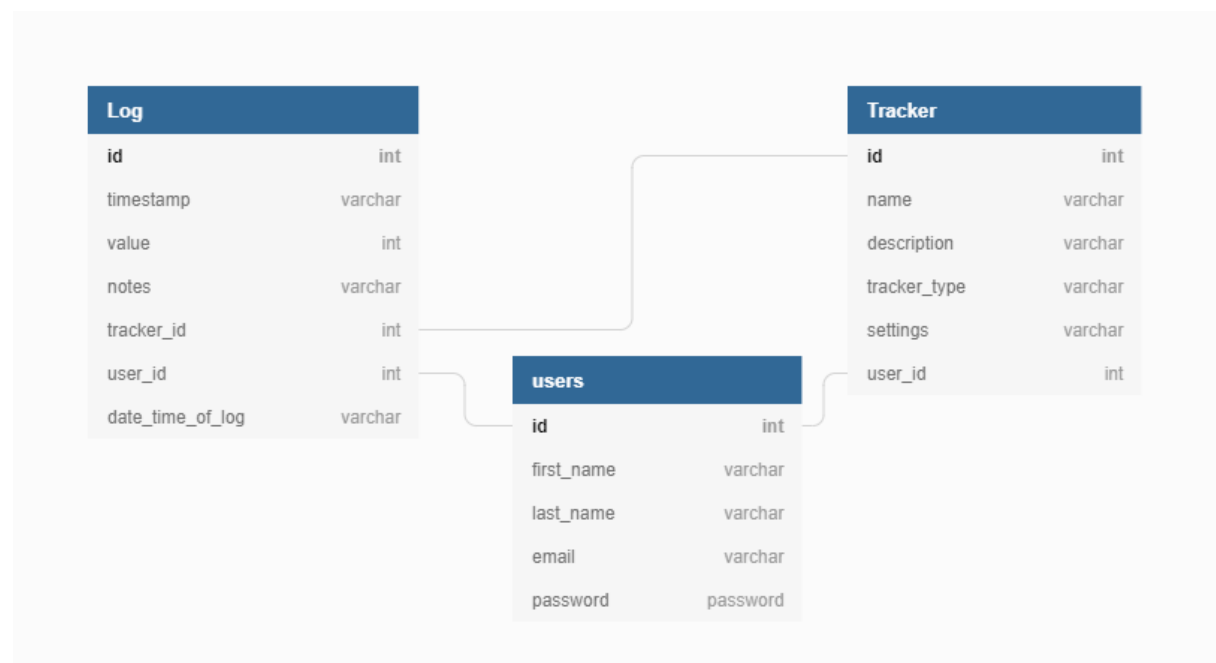 Log
id int
timestamp varchar
value int
notes varchar
tracker_id int
user_id int
date_time_of_log varchar
Tracker
id int
name varchar
description varchar
tracker_type varchar
settings varchar
user_id int
users
id int
first_name varchar
last_name varchar
email varchar
password password